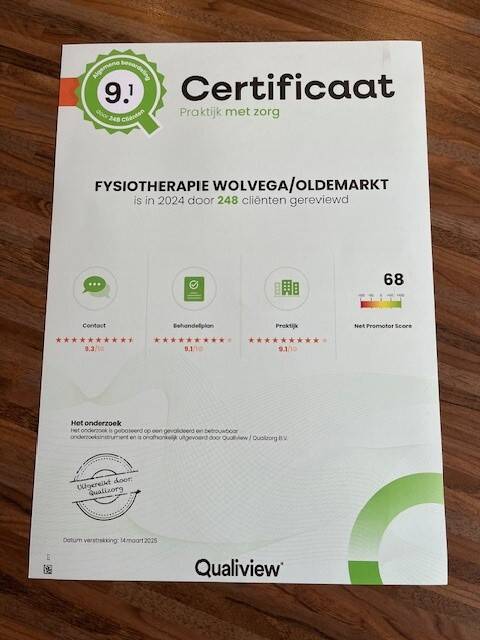 Algemene beoordeling
9.1
door 248 Cliënten
Certificaat
Praktijk met zorg
FYSIOTHERAPIE WOLVEGA/OLDEMARKT
is in 2024 door 248 cliënten gereviewd
Contact
9.3/10
Behandelplan
9.1/10
Praktijk
9.1/10
68
Net Promotor Score
Het onderzoek
Het onderzoek is gebaseerd op een gevalideerd en betrouwbaar
onderzoeksinstrument en is onafhankelijk uitgevoerd door Qualiview / Qualizorg B.V.
Uitgereikt door:
Qualizorg
Datum verstrekking: 14 maart 2025
Qualiview